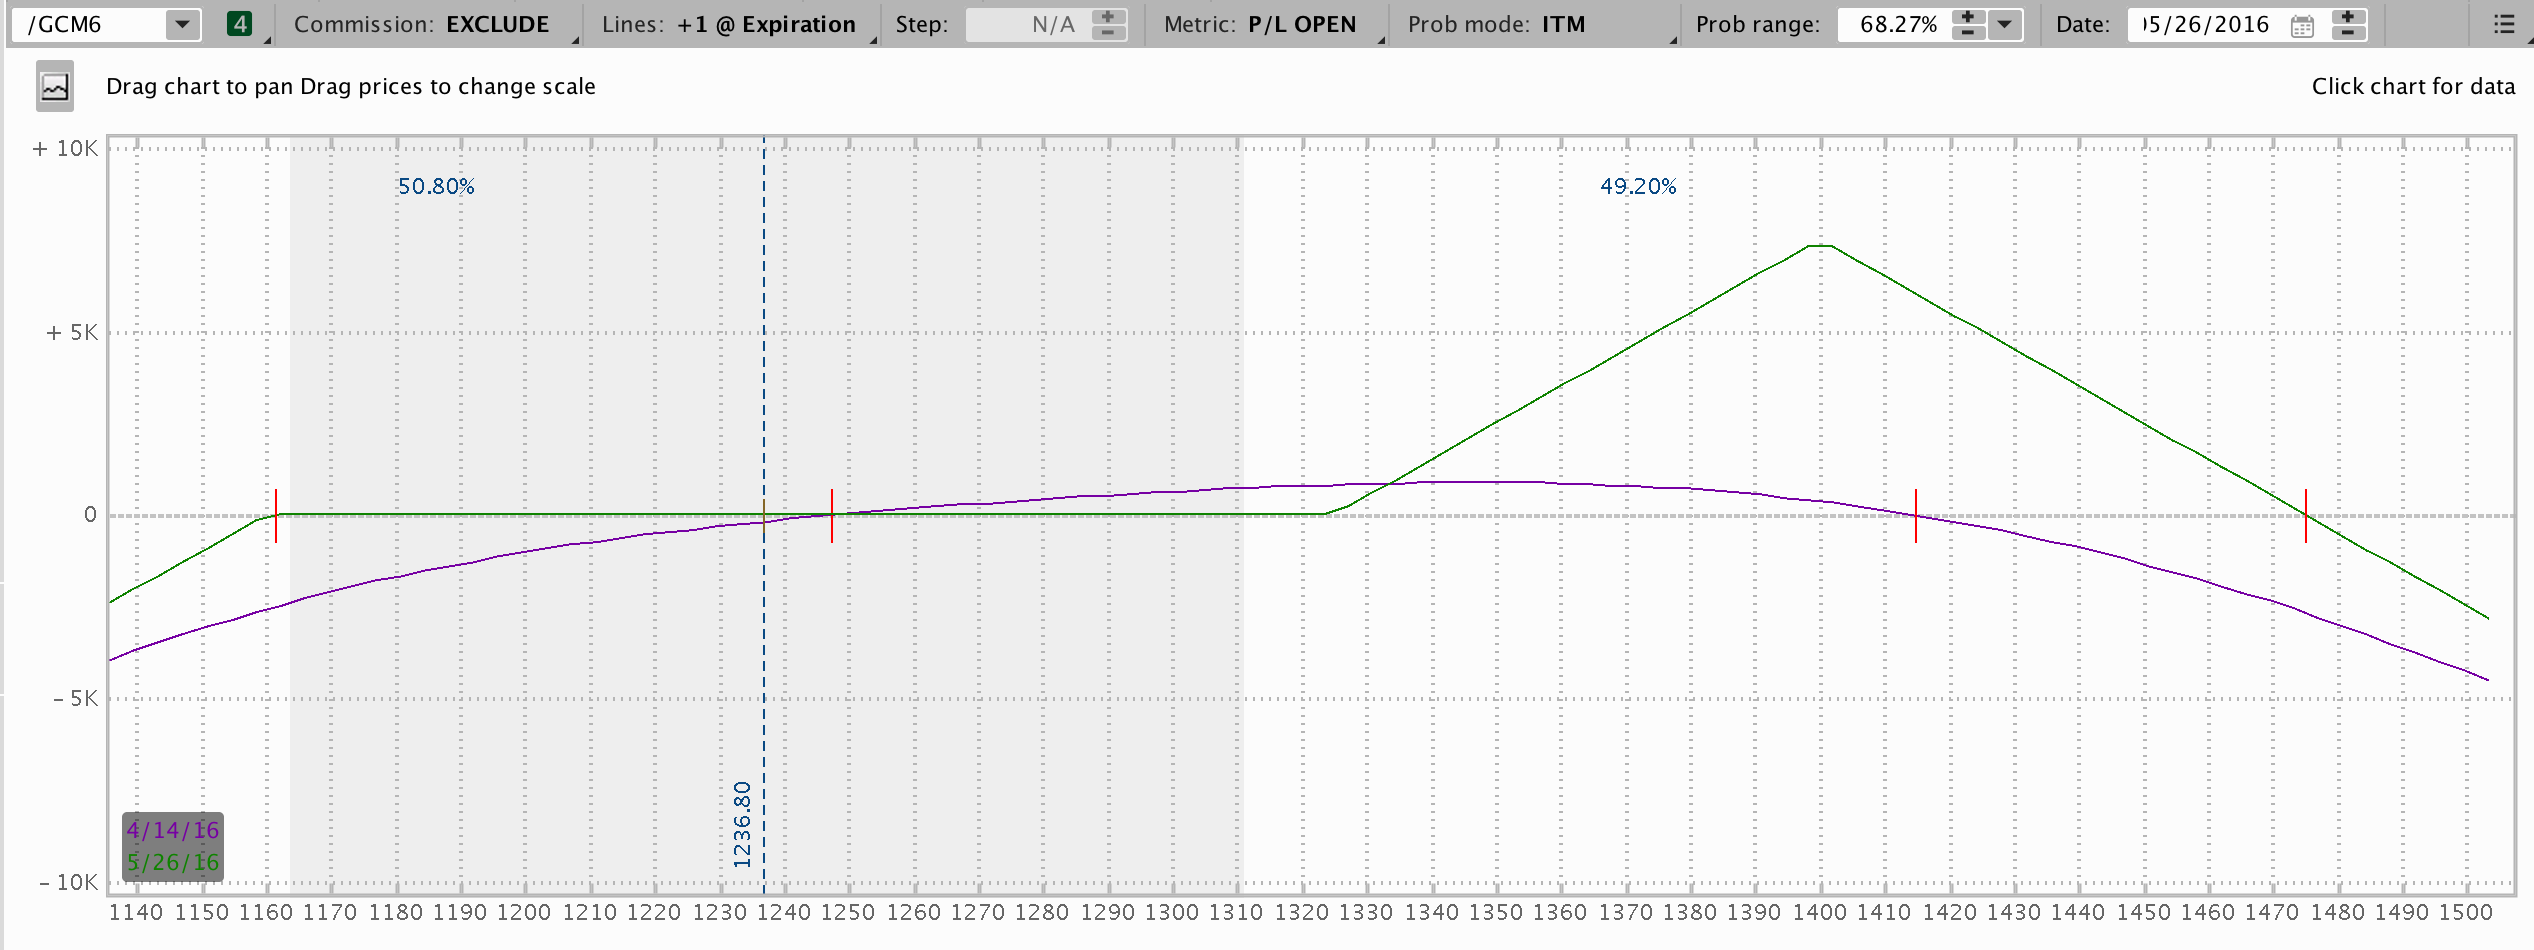 /GCM6 4 Commission: EXCLUDE Lines: +1 @ Expiration Step: N/A Metric: P/L OPEN Prob mode: ITM Prob range: 68.27% Date: 05/26/2016
Drag chart to pan Drag prices to change scale Click chart for data
+ 10K
50.80% 49.20%
+ 5K
0
- 5K
1236.80
4/14/16
5/26/16
- 10K
1140 1150 1160 1170 1180 1190 1200 1210 1220 1230 1240 1250 1260 1270 1280 1290 1300 1310 1320 1330 1340 1350 1360 1370 1380 1390 1400 1410 1420 1430 1440 1450 1460 1470 1480 1490 1500